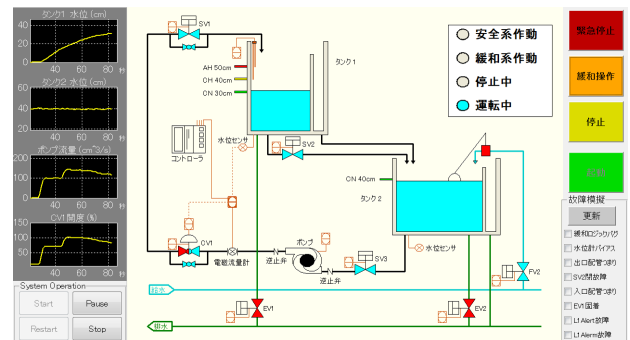 タンク1 水位 (cm)
40
20
0
40 60 80 秒
タンク2 水位 (cm)
60
40
20
40 60 80 秒
ポンプ流量 (cm^3/s)
200
100
0
40 60 80 秒
CV1開度 (%)
150
100
50
40 60 80 秒
System Operation
Start Pause
Restart Stop
SV1
AH 50cm
CH 40cm
CN 30cm
タンク1
コントローラ
水位センサ
SV2
CN 40cm
タンク2
CV1
電磁流量計
逆止弁
ポンプ
逆止弁
SV3
水位センサ
FV2
給水
EV1
EV2
排水
安全系作動
緩和系作動
停止中
運転中
緊急停止
緩和操作
停止
故障模擬
更新
緩和ロジックバグ
水位計バイアス
出口配管つまり
SV2閉故障
入口配管つまり
EV1固着
L1 Alert故障
L1 Alerm故障